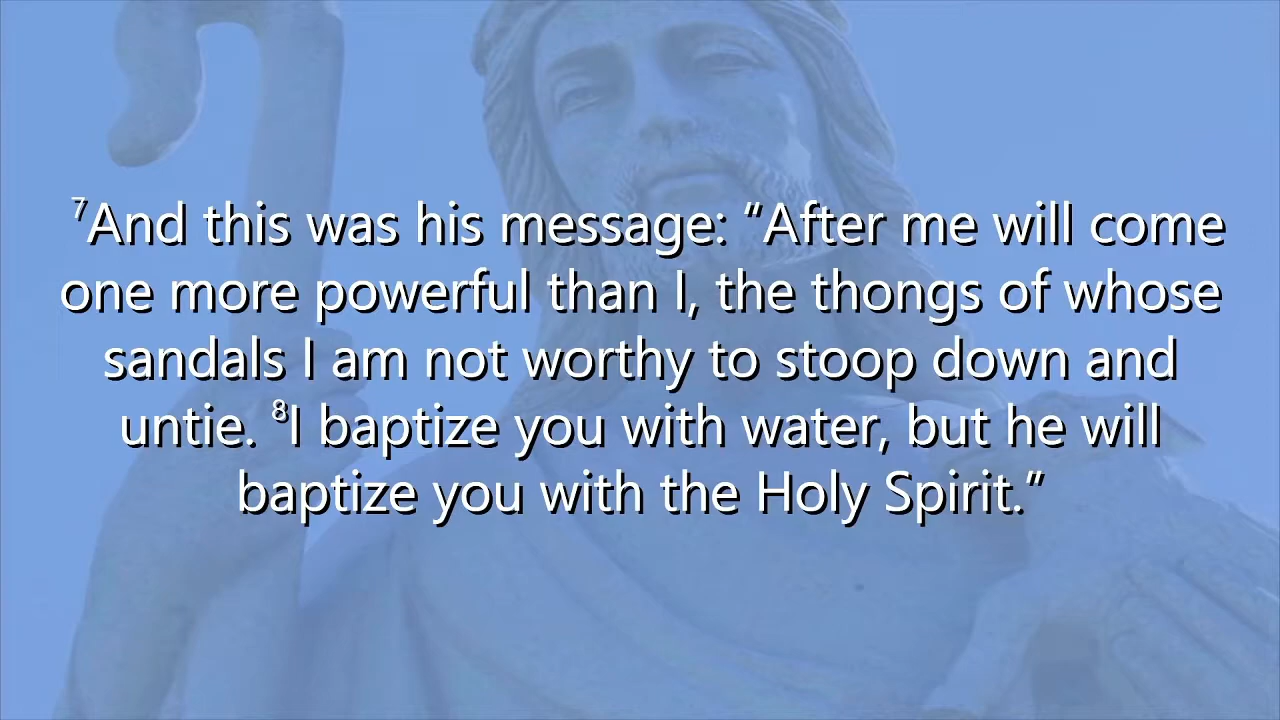 ⁷And this was his message: “After me will come
one more powerful than I, the thongs of whose
sandals I am not worthy to stoop down and
untie. ⁸I baptize you with water, but he will
baptize you with the Holy Spirit.”